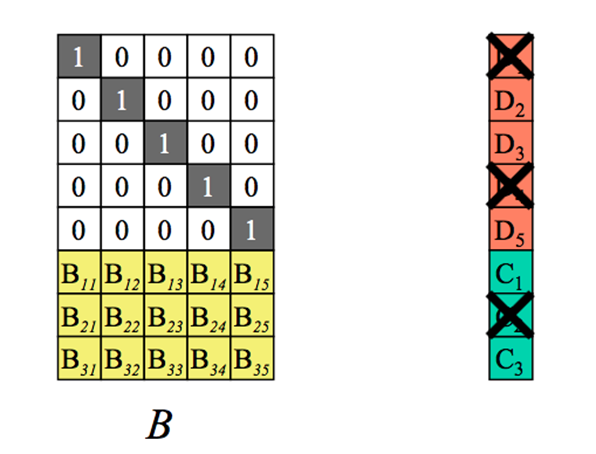 1 0 0 0 0
0 1 0 0 0 D₂
0 0 1 0 0 D₃
0 0 0 1 0
0 0 0 0 1 D₅
B₁₁ B₁₂ B₁₃ B₁₄ B₁₅ C₁
B₂₁ B₂₂ B₂₃ B₂₄ B₂₅
B₃₁ B₃₂ B₃₃ B₃₄ B₃₅ C₃
B